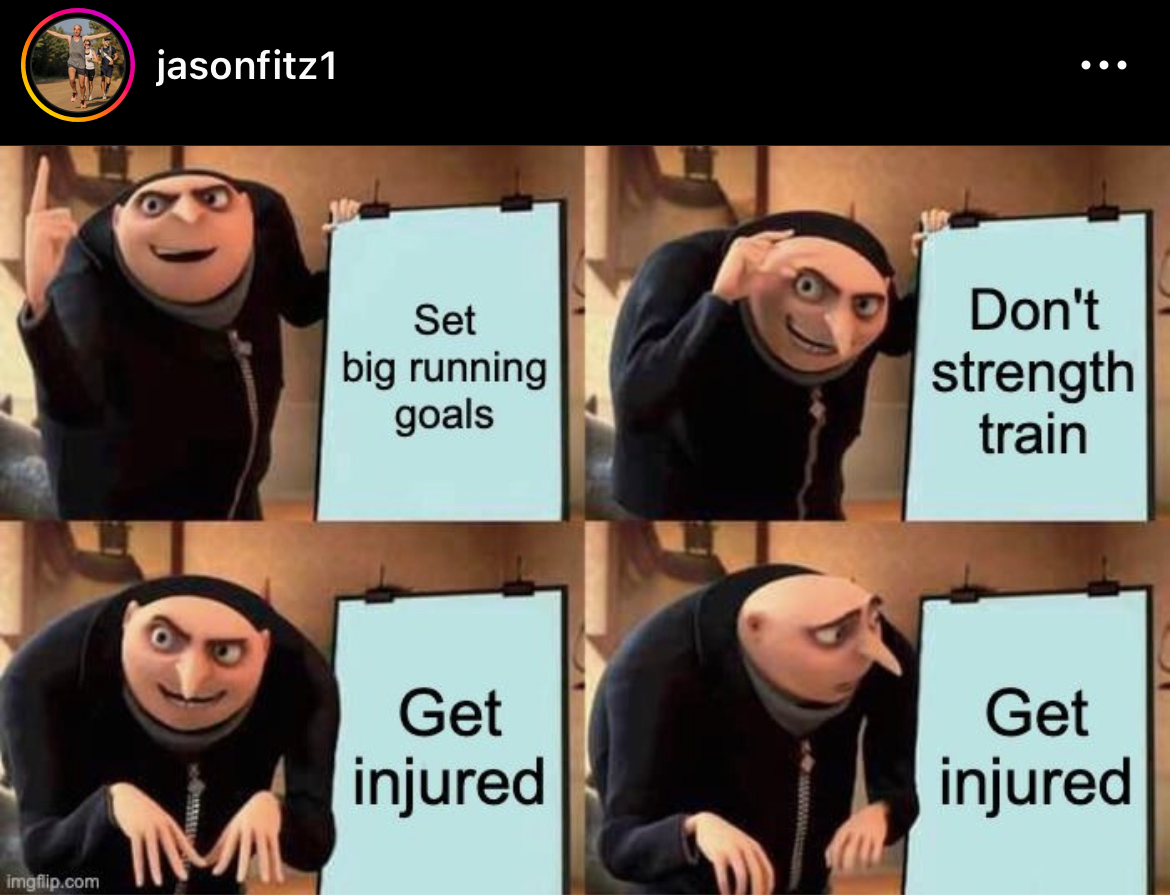 jasonfitz1
Set
big running
goals
Don't
strength
train
Get
injured
Get
injured
imgflip.com